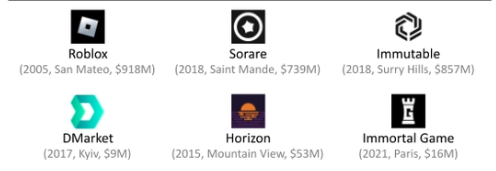 Roblox
(2005, San Mateo, $918M)
Sorare
(2018, Saint Mande, $739M)
Immutable
(2018, Surry Hills, $857M)
DMarket
(2017, Kyiv, $9M)
Horizon
(2015, Mountain View, $53M)
Immortal Game
(2021, Paris, $16M)